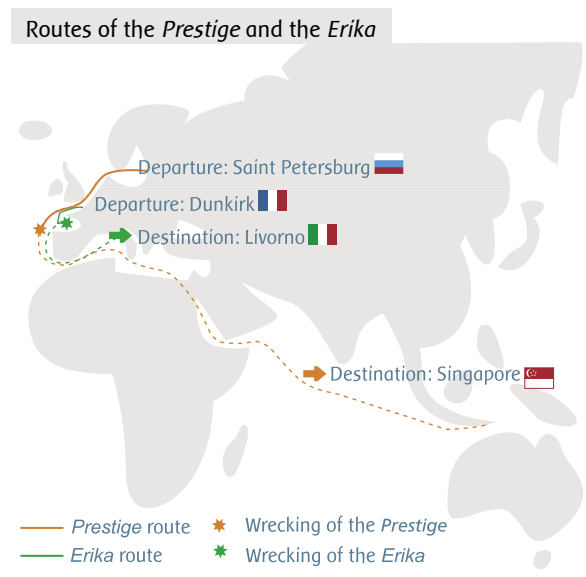 Routes of the Prestige and the Erika
Departure: Saint Petersburg
Departure: Dunkirk
Destination: Livorno
Destination: Singapore
Prestige route
Wrecking of the Prestige
Erika route
Wrecking of the Erika